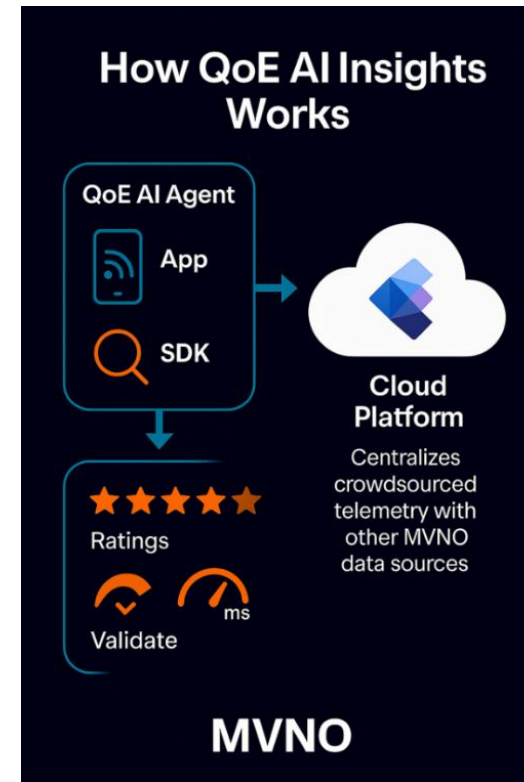 How QoE AI Insights
Works
QoE AI Agent
App
SDK
Cloud
Platform
Centralizes
crowdsourced
telemetry with
other MVNO
data sources
Ratings
ms
Validate
MVNO